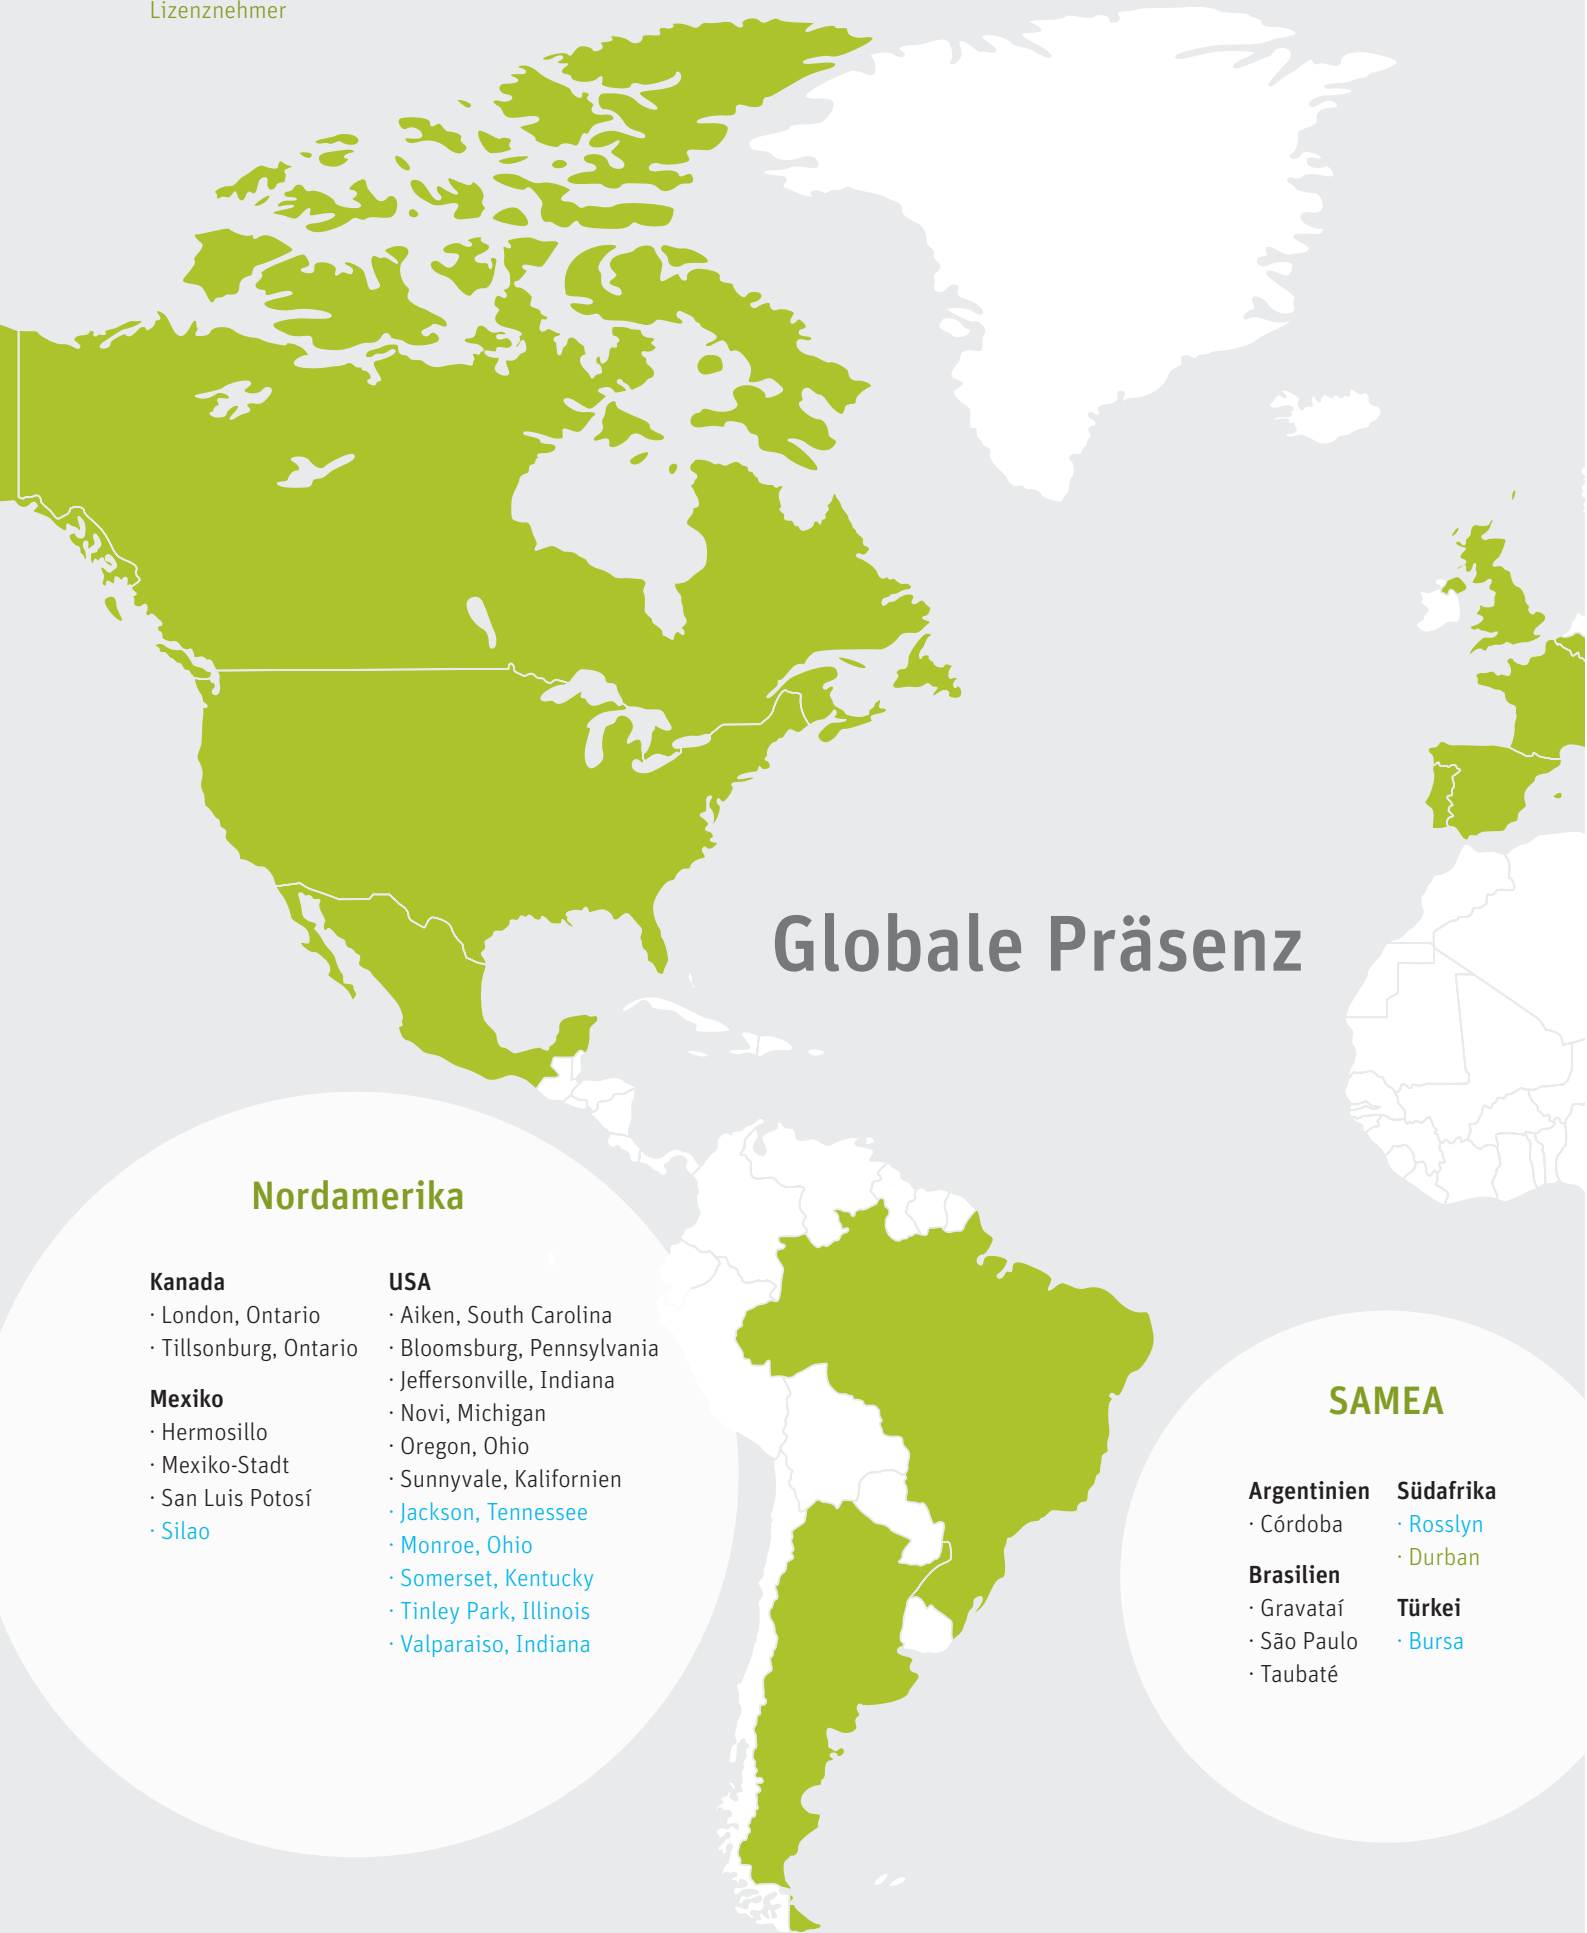 Lizenznehmer
Globale Präsenz
Nordamerika
Kanada
· London, Ontario
· Tillsonburg, Ontario
Mexiko
· Hermosillo
· Mexiko-Stadt
· San Luis Potosí
· Silao
USA
· Aiken, South Carolina
· Bloomsburg, Pennsylvania
· Jeffersonville, Indiana
· Novi, Michigan
· Oregon, Ohio
· Sunnyvale, Kalifornien
· Jackson, Tennessee
· Monroe, Ohio
· Somerset, Kentucky
· Tinley Park, Illinois
· Valparaiso, Indiana
SAMEA
Argentinien
· Córdoba
Brasilien
· Gravataí
· São Paulo
· Taubaté
Südafrika
· Rosslyn
· Durban
Türkei
· Bursa